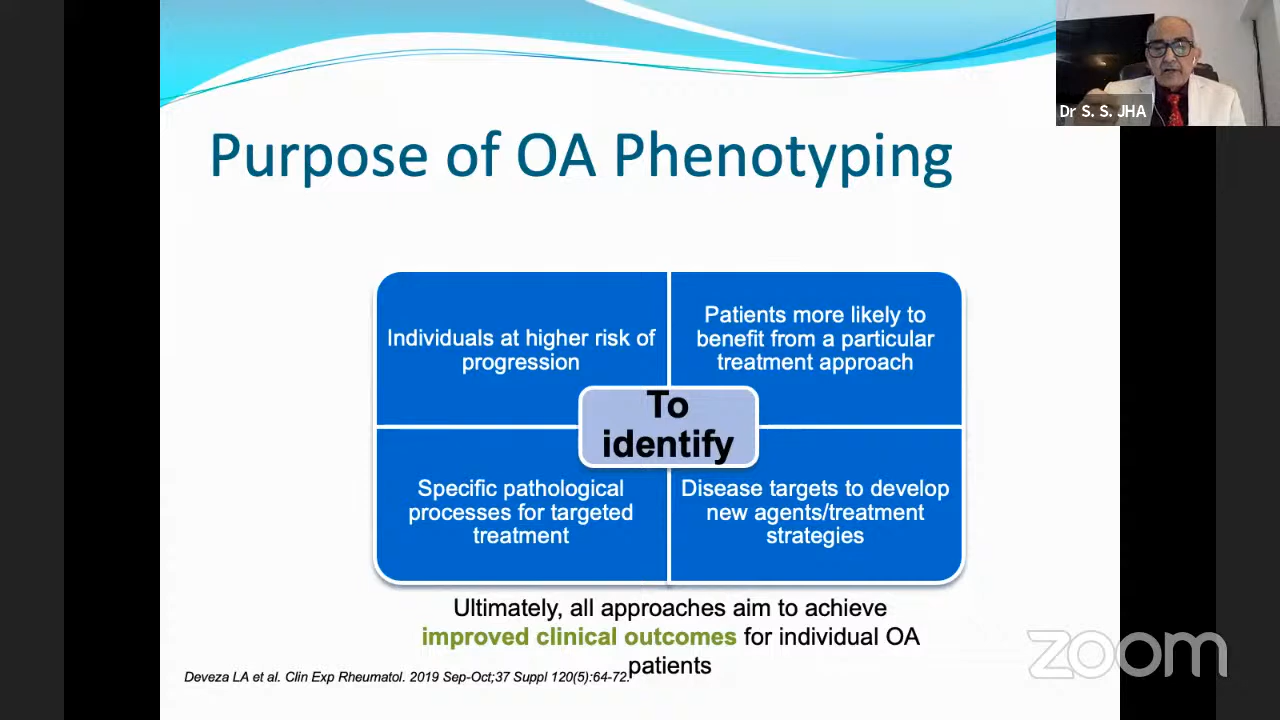 Dr S. S. JHA
Purpose of OA Phenotyping
Individuals at higher risk of
progression
Patients more likely to
benefit from a particular
treatment approach
To
identify
Specific pathological
processes for targeted
treatment
Disease targets to develop
new agents/treatment
strategies
Ultimately, all approaches aim to achieve
improved clinical outcomes for individual OA
patients
Deveza LA et al. Clin Exp Rheumatol. 2019 Sep-Oct;37 Suppl 120(5):64-72.
zoom